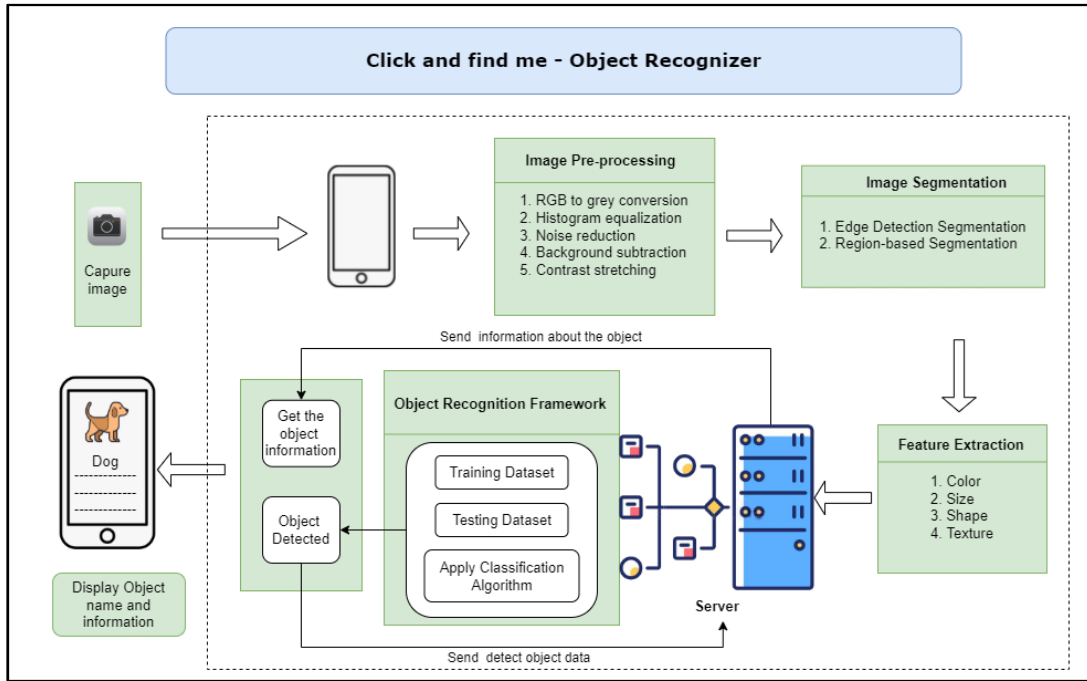 Click and find me - Object Recognizer
Capure
image
Image Pre-processing
1. RGB to grey conversion
2. Histogram equalization
3. Noise reduction
4. Background subtraction
5. Contrast stretching
Image Segmentation
1. Edge Detection Segmentation
2. Region-based Segmentation
Send information about the object
Dog
Display Object
name and
information
Get the
object
information
Object
Detected
Object Recognition Framework
Training Dataset
Testing Dataset
Apply Classification
Algorithm
Server
Feature Extraction
1. Color
2. Size
3. Shape
4. Texture
Send detect object data